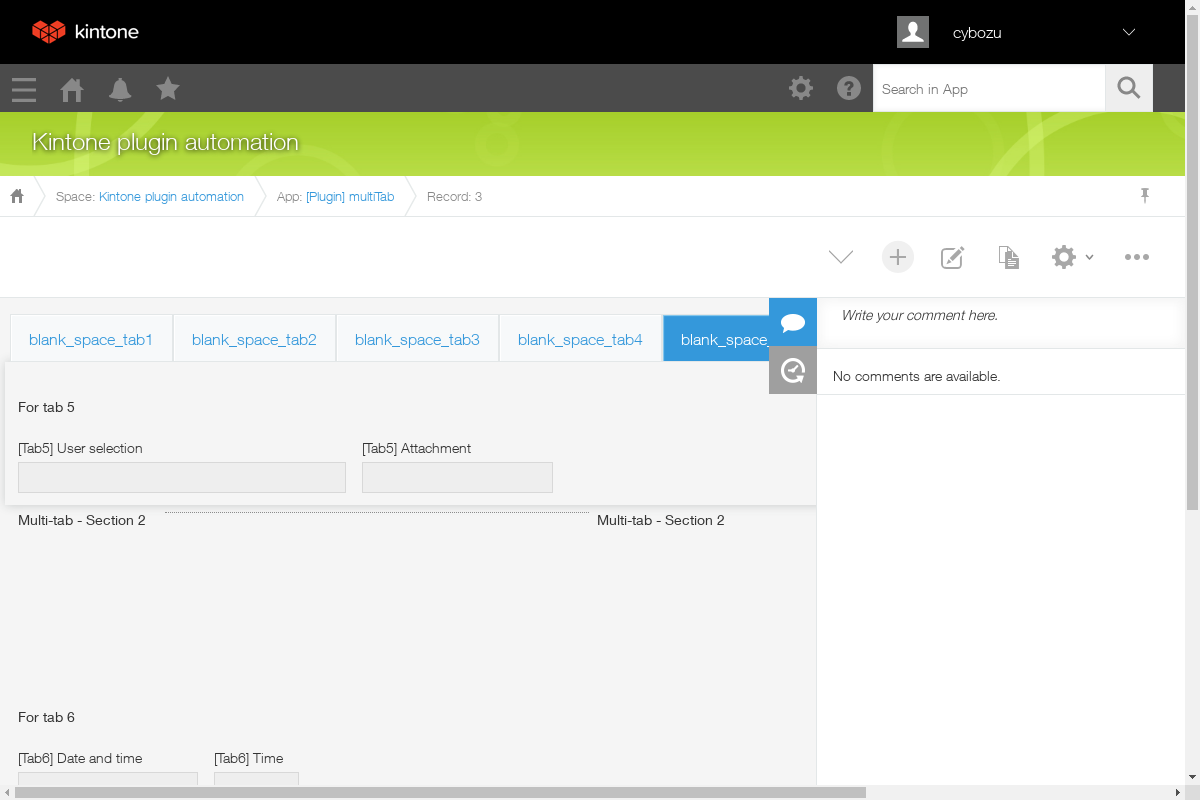 kintone
cybozu
Search in App
Kintone plugin automation
Space: Kintone plugin automation
App: [Plugin] multiTab
Record: 3
blank_space_tab1
blank_space_tab2
blank_space_tab3
blank_space_tab4
blank_space_
Write your comment here.
No comments are available.
For tab 5
[Tab5] User selection
[Tab5] Attachment
Multi-tab - Section 2
Multi-tab - Section 2
For tab 6
[Tab6] Date and time
[Tab6] Time